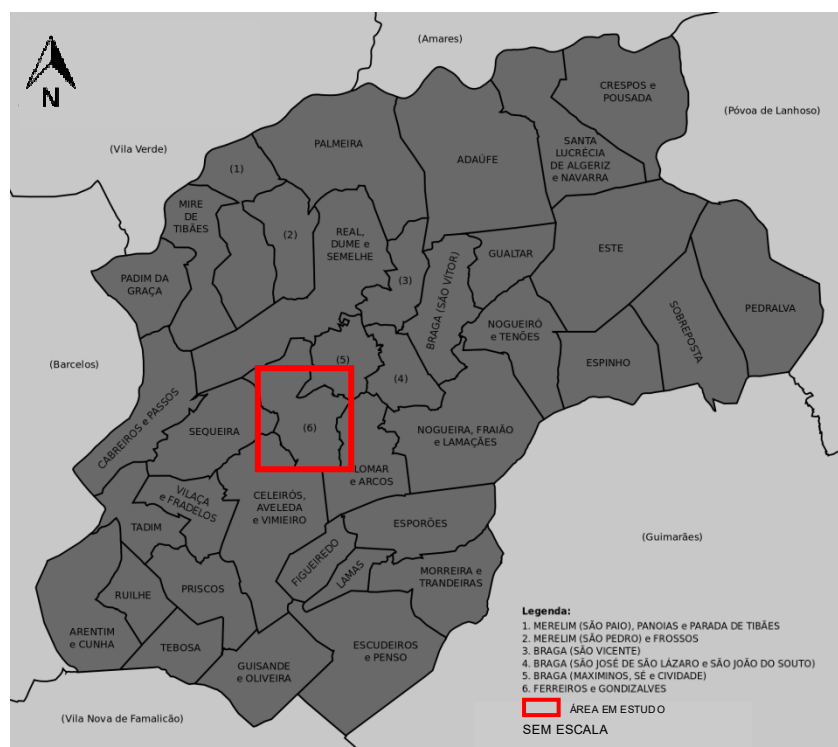 (Amares)
CRESPOS e
POUSADA
N
(Póvoa de Lanhoso)
(Vila Verde)
PALMEIRA
SANTA
LUCRÉCIA
DE ALGERIZ
e NAVARRA
ADAÚFE
(1)
MIRE
DE
TIBÃES
(2)
REAL,
DUME e
SEMELHE
(3)
BRAGA (SÃO VÍTOR)
GUALTAR
ESTE
PADIM DA
GRAÇA
NOGUEIRÓ
e TENÕES
SOBREPOSTA
PEDRALVA
(Barcelos)
(5)
(4)
ESPINHO
CABREIROS e PASSOS
SEQUEIRA
(6)
NOGUEIRA, FRAIÃO
e LAMAÇÃES
LOMAR
e ARCOS
VILAÇA
e FRADELOS
CELEIRÓS,
AVELEDA
e VIMIEIRO
TADIM
ESPORÕES
(Guimarães)
FIGUEIREDO
LAMAS
MORREIRA e
TRANDEIRAS
RUILHE
PRISCOS
ARENTIM
e CUNHA
TEBOSA
ESCUDEIROS
e PENSO
GUISANDE
e OLIVEIRA
(Vila Nova de Famalicão)
Legenda:
1. MERELIM (SÃO PAIO), PANOIAS e PARADA DE TIBÃES
2. MERELIM (SÃO PEDRO) e FROSSOS
3. BRAGA (SÃO VICENTE)
4. BRAGA (SÃO JOSÉ DE SÃO LÁZARO e SÃO JOÃO DO SOUTO)
5. BRAGA (MAXIMINOS, SÉ e CIVIDADE)
6. FERREIROS e GONDIZALVES
ÁREA EM ESTUDO
SEM ESCALA